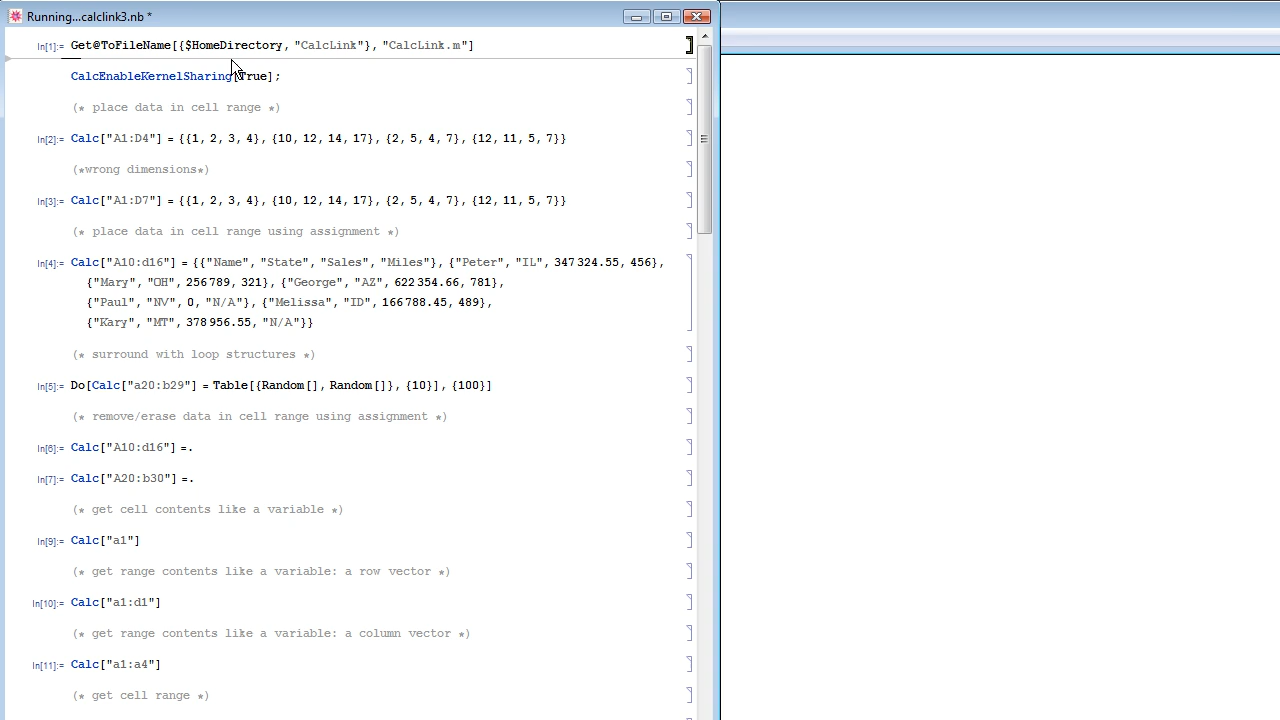 Running...calclink3.nb *
In[1]:= Get@ToFileName[{$HomeDirectory, "CalcLink"}, "CalcLink.m"]
CalcEnableKernelSharing[True];
(* place data in cell range *)
In[2]:= Calc["A1:D4"] = {{1, 2, 3, 4}, {10, 12, 14, 17}, {2, 5, 4, 7}, {12, 11, 5, 7}}
(*wrong dimensions*)
In[3]:= Calc["A1:D7"] = {{1, 2, 3, 4}, {10, 12, 14, 17}, {2, 5, 4, 7}, {12, 11, 5, 7}}
(* place data in cell range using assignment *)
In[4]:= Calc["A10:d16"] = {{"Name", "State", "Sales", "Miles"}, {"Peter", "IL", 347 324.55, 456},
{"Mary", "OH", 256 789, 321}, {"George", "AZ", 622 354.66, 781},
{"Paul", "NV", 0, "N/A"}, {"Melissa", "ID", 166 788.45, 489},
{"Kary", "MT", 378 956.55, "N/A"}}
(* surround with loop structures *)
In[5]:= Do[Calc["a20:b29"] = Table[{Random[], Random[]}, {10}], {100}]
(* remove/erase data in cell range using assignment *)
In[6]:= Calc["A10:d16"] =.
In[7]:= Calc["A20:b30"] =.
(* get cell contents like a variable *)
In[9]:= Calc["a1"]
(* get range contents like a variable: a row vector *)
In[10]:= Calc["a1:d1"]
(* get range contents like a variable: a column vector *)
In[11]:= Calc["a1:a4"]
(* get cell range *)